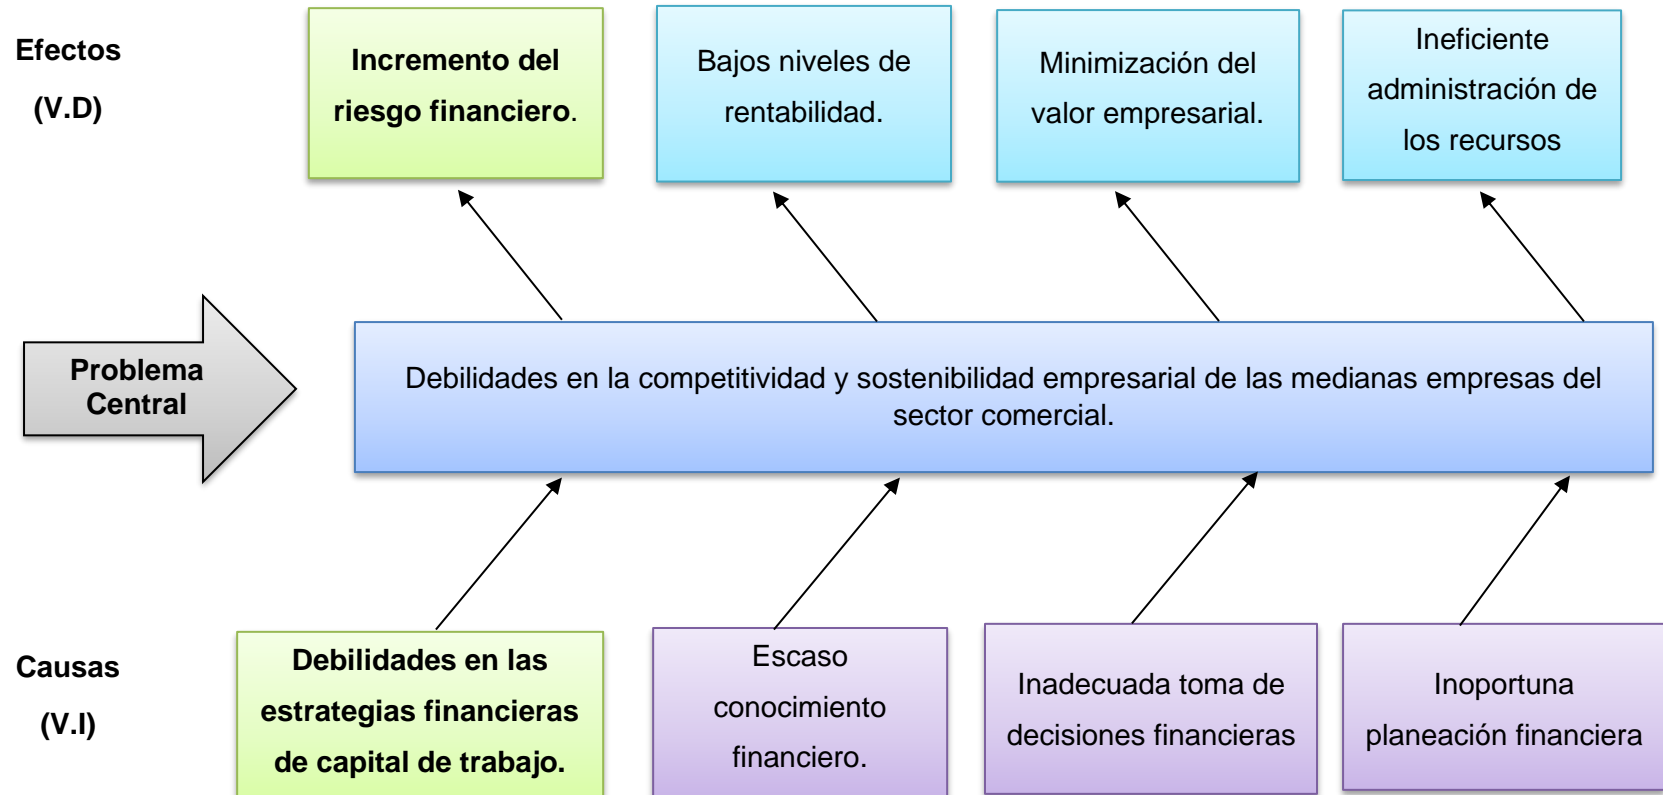 Efectos
(V.D)
Incremento del
riesgo financiero.
Bajos niveles de
rentabilidad.
Minimización del
valor empresarial.
Ineficiente
administración de
los recursos
Problema
Central
Debilidades en la competitividad y sostenibilidad empresarial de las medianas empresas del
sector comercial.
Causas
(V.I)
Debilidades en las
estrategias financieras
de capital de trabajo.
Escaso
conocimiento
financiero.
Inadecuada toma de
decisiones financieras
Inoportuna
planeación financiera